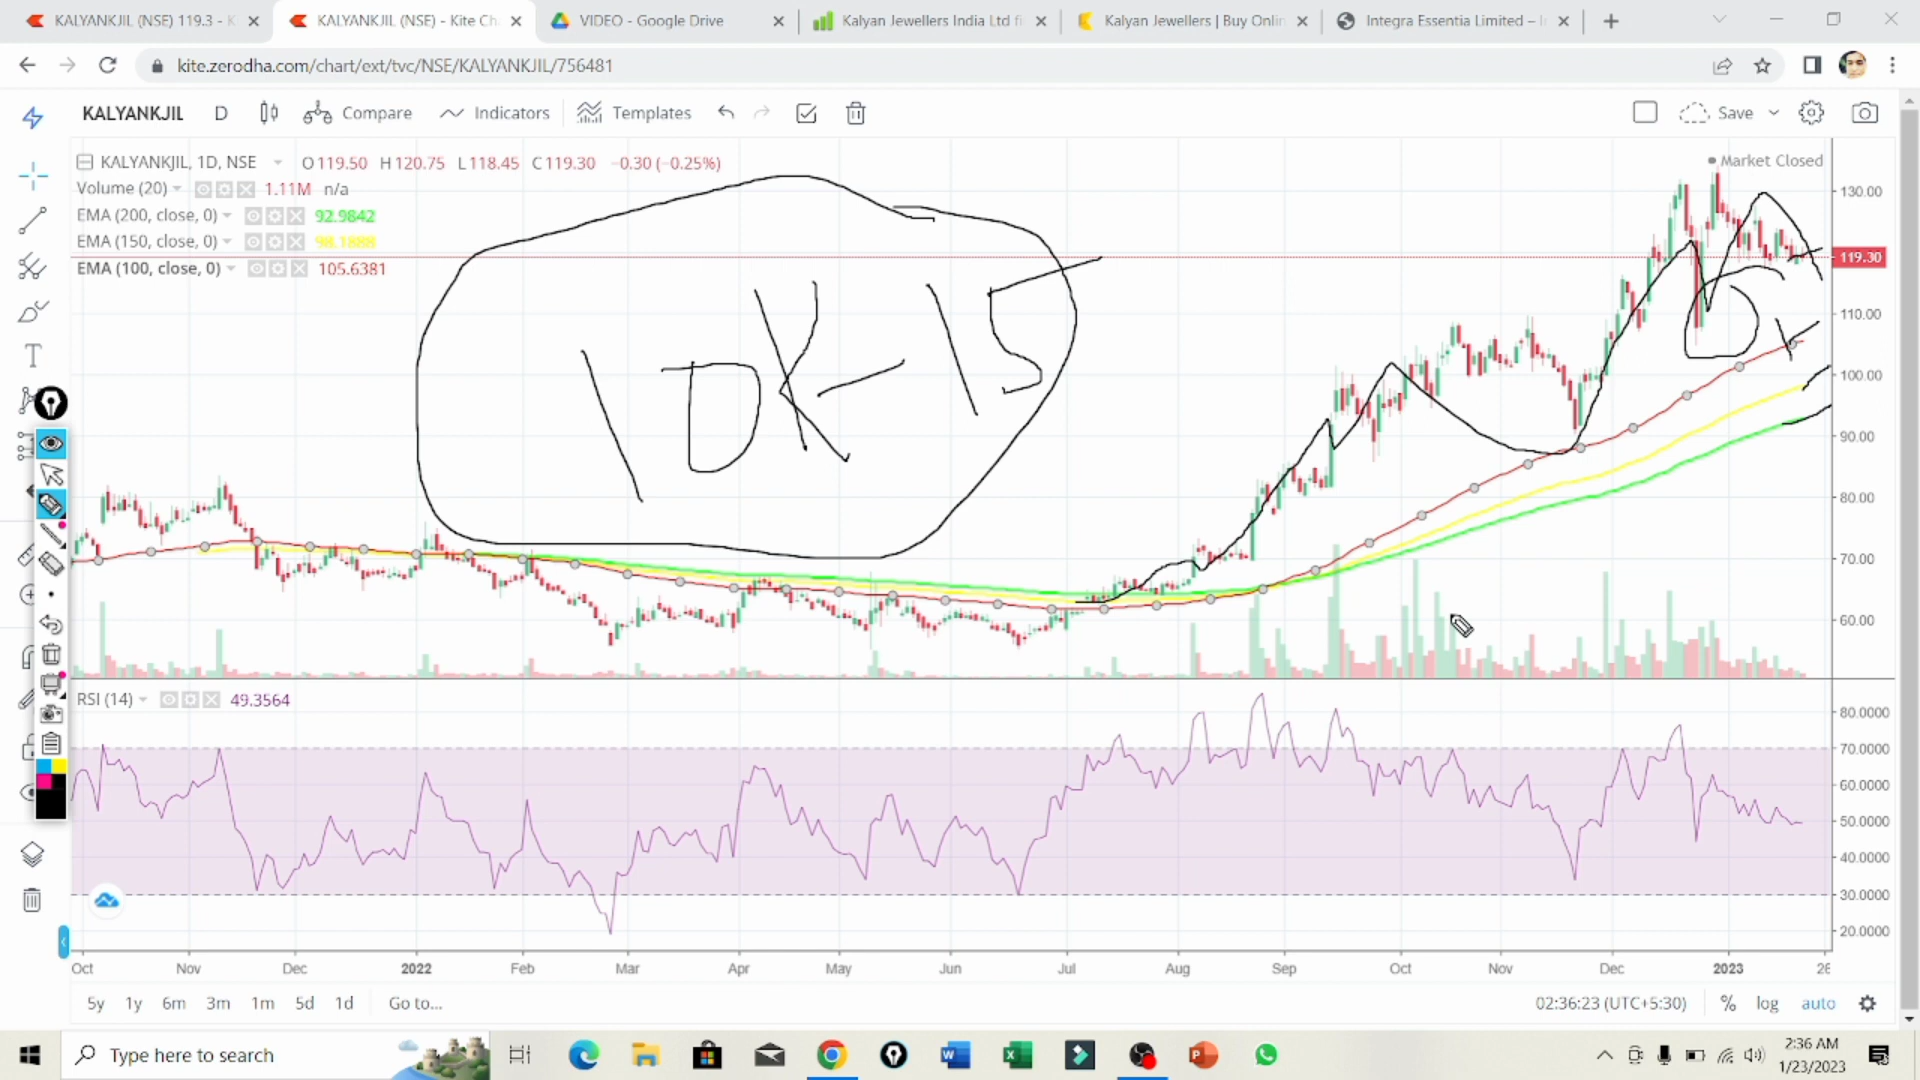 KALYANKJIL (NSE) 119.3 - K
KALYANKJIL (NSE) - Kite Ch
VIDEO - Google Drive
Kalyan Jewellers India Ltd fi
Kalyan Jewellers | Buy Onlin
Integra Essentia Limited – I
kite.zerodha.com/chart/ext/tvc/NSE/KALYANKJIL/756481
KALYANKJIL D Compare Indicators Templates Save
KALYANKJIL, 1D, NSE O119.50 H120.75 L118.45 C119.30 −0.30 (−0.25%)
Market Closed
Volume (20) 1.11M n/a
EMA (200, close, 0) 92.9842
EMA (150, close, 0) 98.1888
EMA (100, close, 0) 105.6381
10K-15
130.00
119.30
110.00
100.00
90.00
80.00
70.00
60.00
T
RSI (14) 49.3564
80.0000
70.0000
60.0000
50.0000
40.0000
30.0000
20.0000
Oct Nov Dec 2022 Feb Mar Apr May Jun Jul Aug Sep Oct Nov Dec 2023 26
5y 1y 6m 3m 1m 5d 1d Go to... 02:36:23 (UTC+5:30) % log auto
Type here to search
2:36 AM
1/23/2023